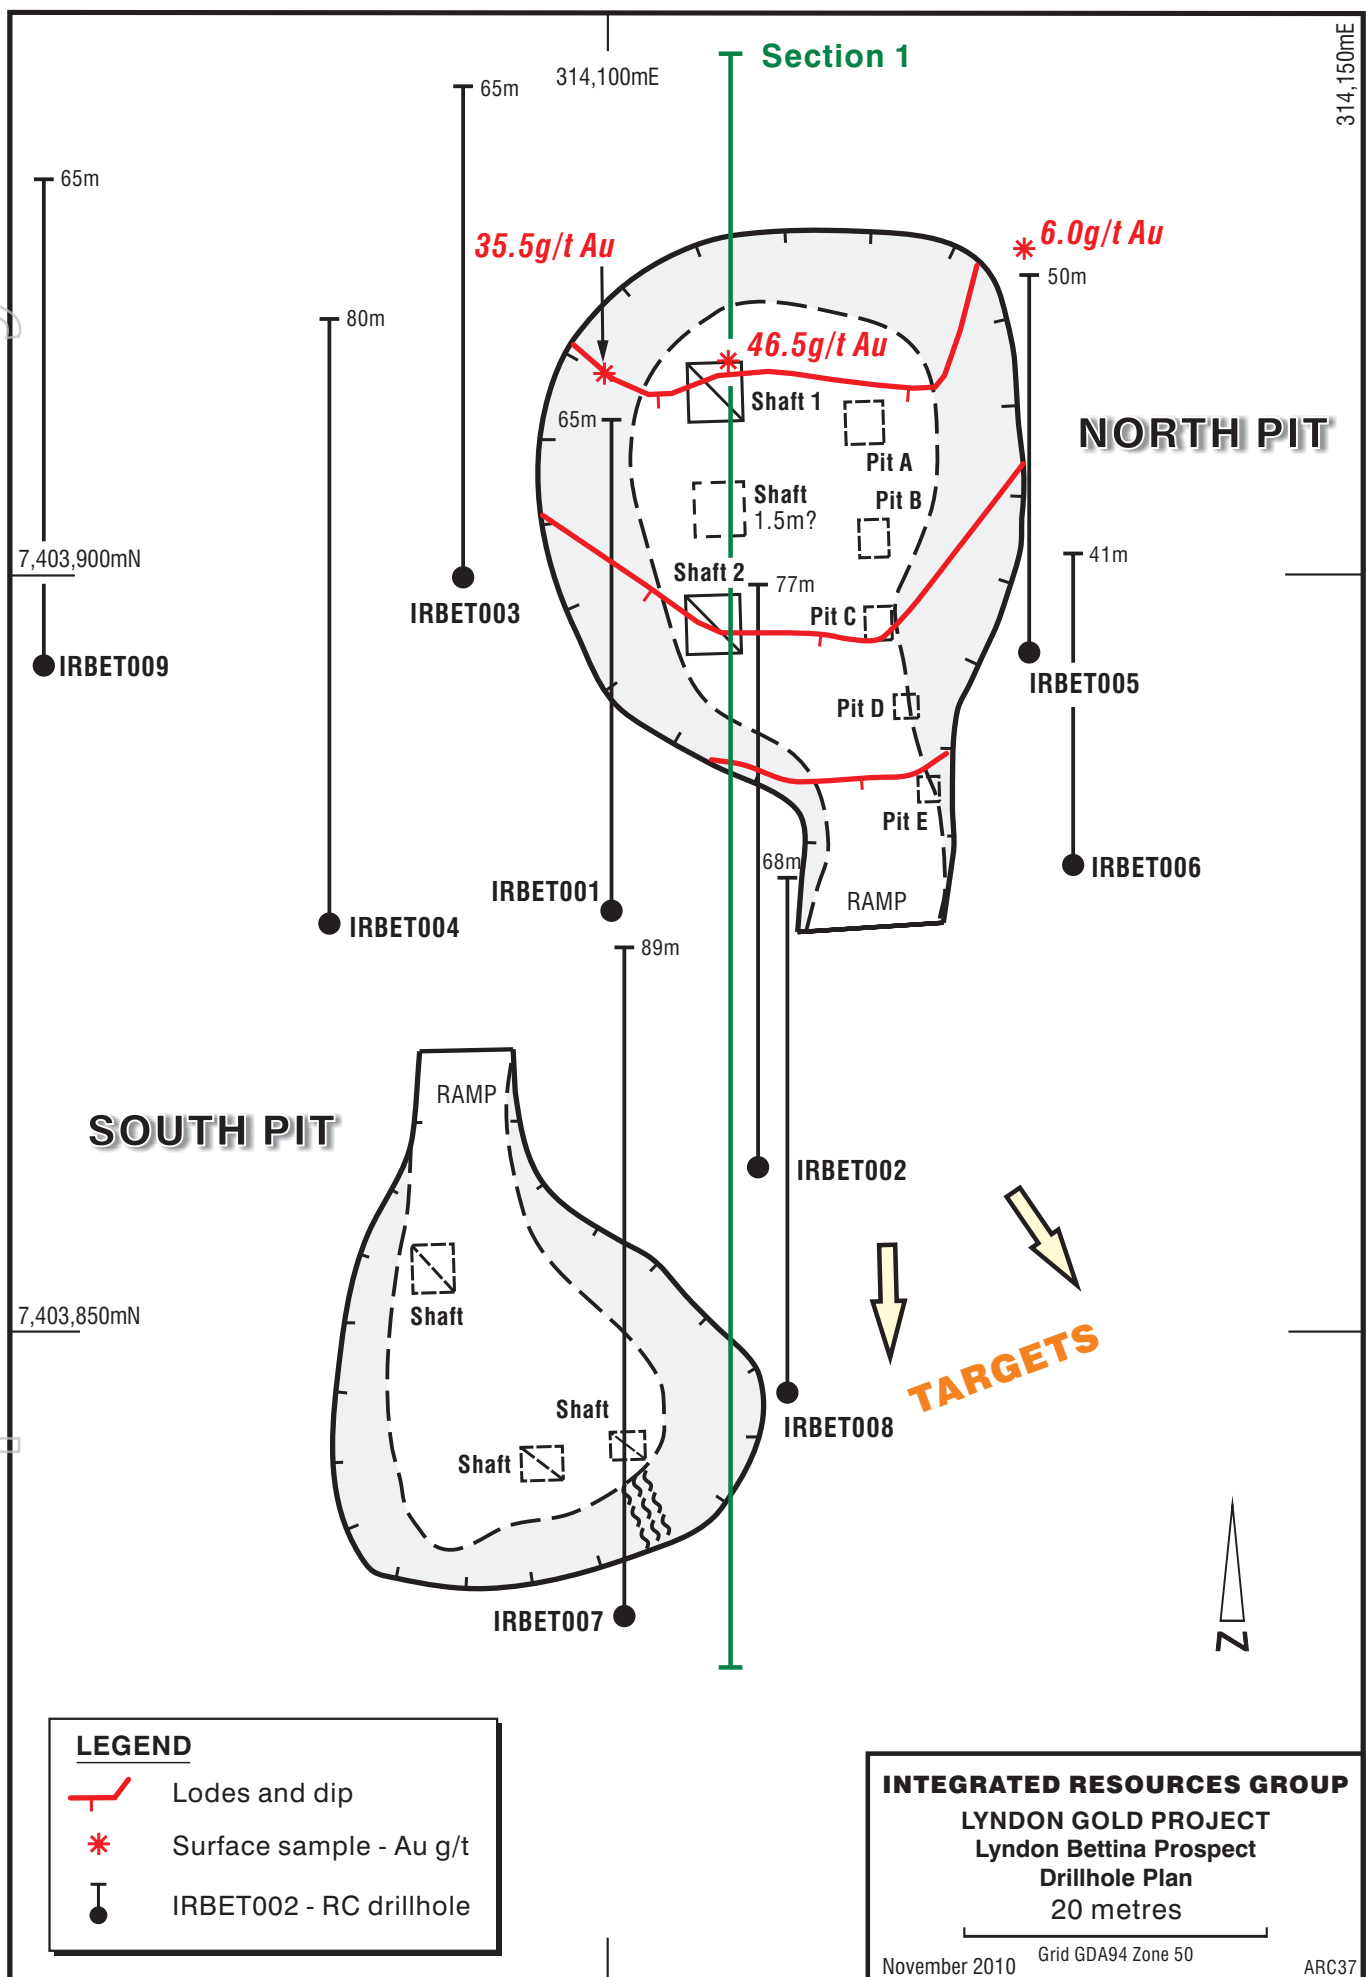 Section 1
314,100mE
314,150mE
65m
65m
35.5g/t Au
6.0g/t Au
50m
80m
46.5g/t Au
Shaft 1
65m
NORTH PIT
Pit A
Pit B
Shaft
1.5m?
7,403,900mN
41m
Shaft 2
77m
IRBET003
Pit C
IRBET009
IRBET005
Pit D
Pit E
68m
IRBET006
IRBET001
RAMP
IRBET004
89m
RAMP
SOUTH PIT
IRBET002
7,403,850mN
Shaft
TARGETS
Shaft
IRBET008
Shaft
IRBET007
N
LEGEND
Lodes and dip
Surface sample - Au g/t
IRBET002 - RC drillhole
INTEGRATED RESOURCES GROUP
LYNDON GOLD PROJECT
Lyndon Bettina Prospect
Drillhole Plan
20 metres
Grid GDA94 Zone 50
November 2010
ARC37